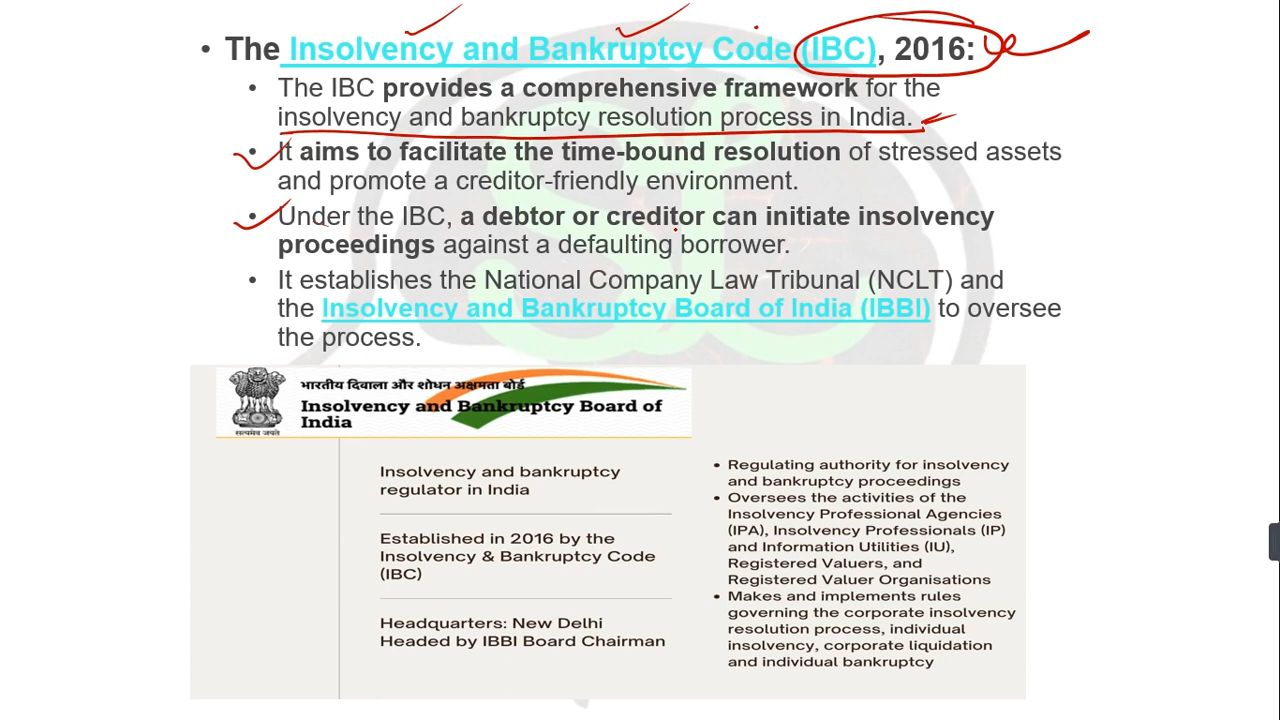 • The Insolvency and Bankruptcy Code (IBC), 2016:
• The IBC provides a comprehensive framework for the
insolvency and bankruptcy resolution process in India.
• It aims to facilitate the time-bound resolution of stressed assets
and promote a creditor-friendly environment.
• Under the IBC, a debtor or creditor can initiate insolvency
proceedings against a defaulting borrower.
• It establishes the National Company Law Tribunal (NCLT) and
the Insolvency and Bankruptcy Board of India (IBBI) to oversee
the process.
भारतीय दिवाला और शोधन अक्षमता बोर्ड
Insolvency and Bankruptcy Board of
India
सत्यमेव जयते
Insolvency and bankruptcy
regulator in India
Established in 2016 by the
Insolvency & Bankruptcy Code
(IBC)
Headquarters: New Delhi
Headed by IBBI Board Chairman
• Regulating authority for insolvency
and bankruptcy proceedings
• Oversees the activities of the
Insolvency Professional Agencies
(IPA), Insolvency Professionals (IP)
and Information Utilities (IU),
Registered Valuers, and
Registered Valuer Organisations
• Makes and implements rules
governing the corporate insolvency
resolution process, individual
insolvency, corporate liquidation
and individual bankruptcy